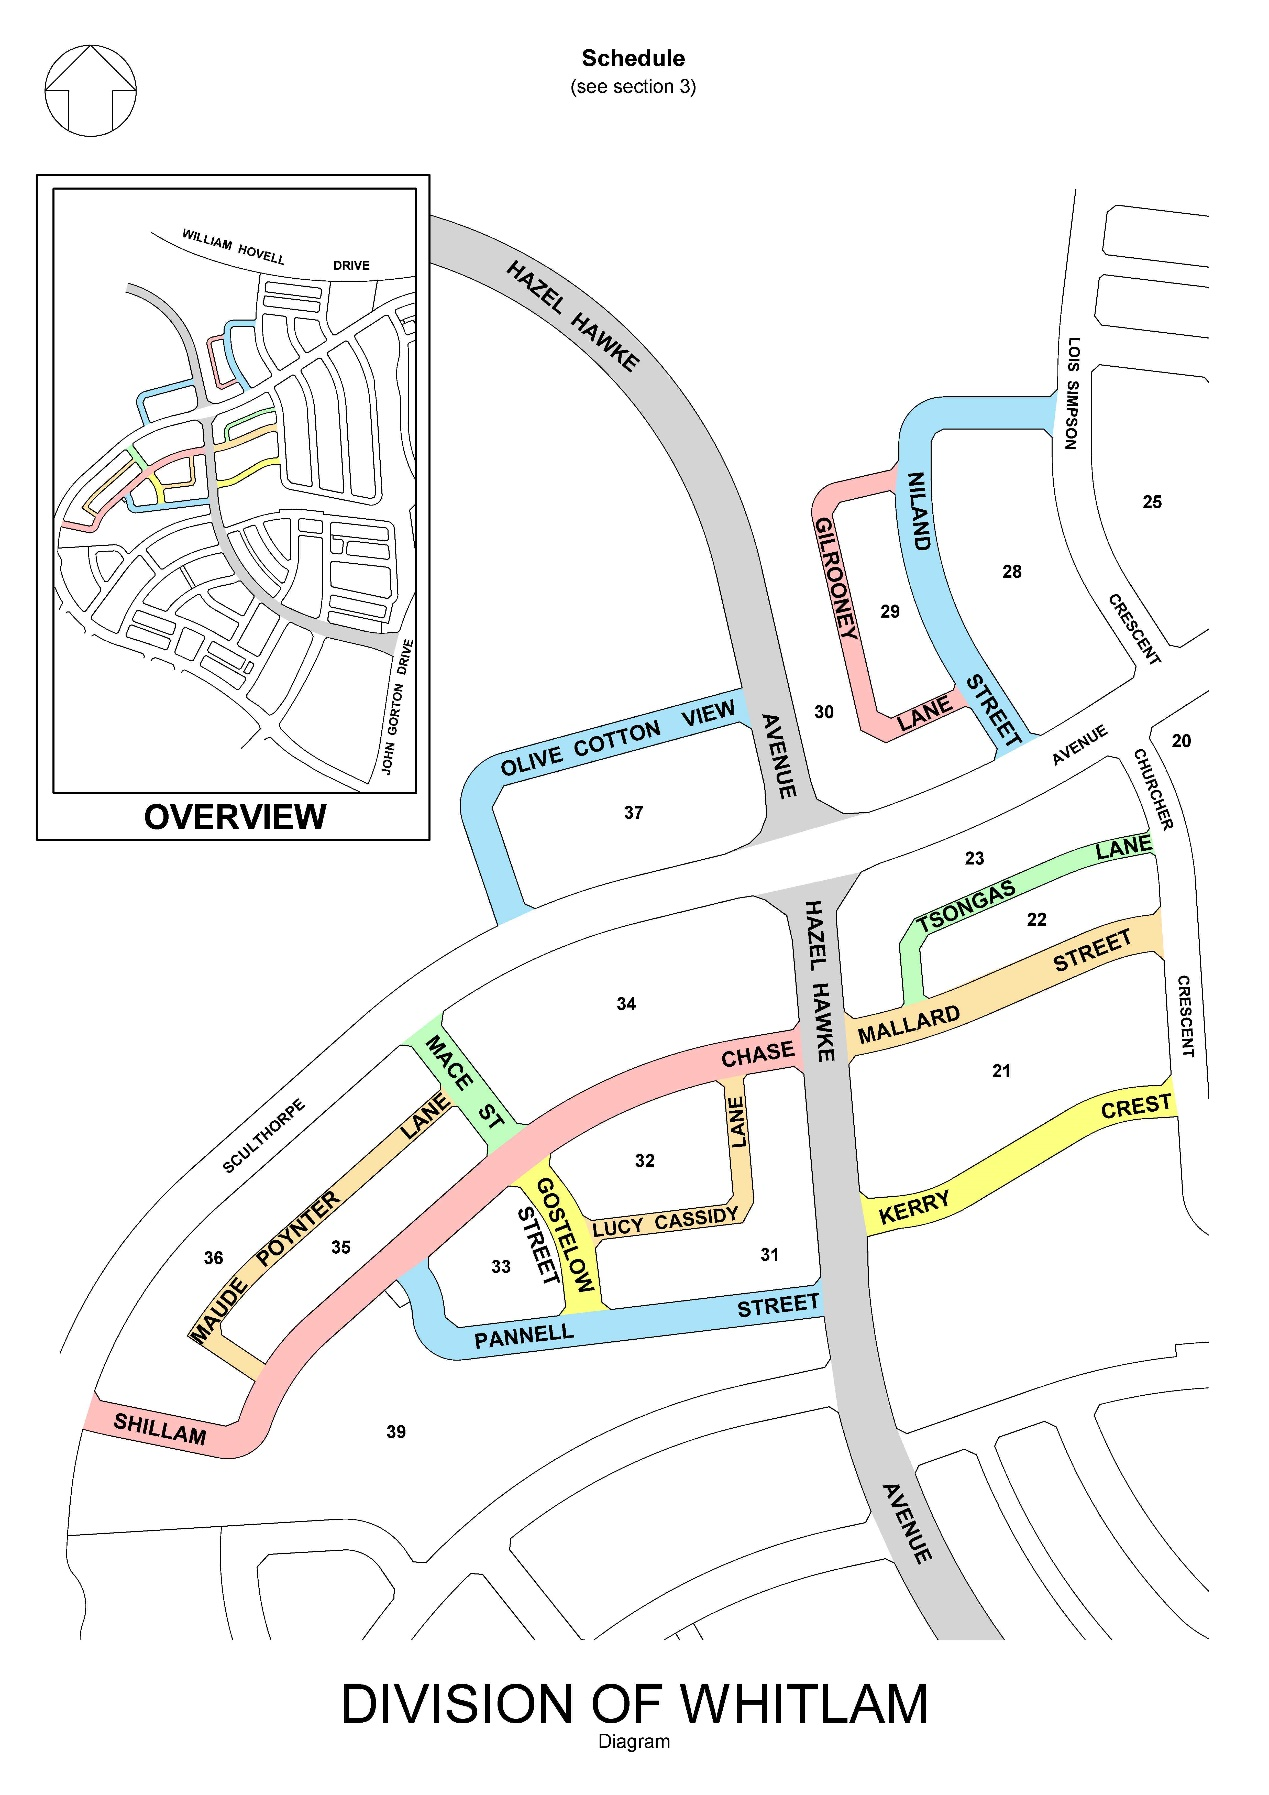 Schedule
(see section 3)
WILLIAM HOVELL DRIVE
JOHN GORTON DRIVE
OVERVIEW
HAZEL HAWKE
AVENUE
LOIS SIMPSON
CRESCENT
25
NILAND
STREET
28
GILROONEY
LANE
29
30
OLIVE COTTON VIEW
37
AVENUE
20
CHURCHER
CRESCENT
23
TSONGAS LANE
22
MALLARD STREET
HAZEL HAWKE
AVENUE
34
21
KERRY CREST
SHILLAM CHASE
MACE ST
SCULTHORPE
MAUDE POYNTER LANE
36
35
32
LUCY CASSIDY LANE
GOSTELOW
STREET
33
31
PANNELL STREET
39
DIVISION OF WHITLAM
Diagram